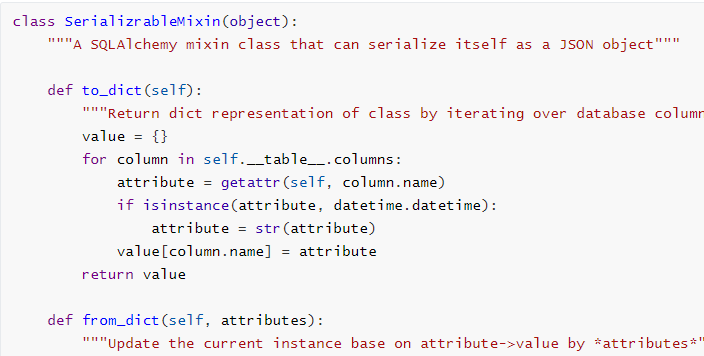 class SerializrableMixin(object):
    """A SQLAlchemy mixin class that can serialize itself as a JSON object"""

    def to_dict(self):
        """Return dict representation of class by iterating over database column
        value = {}
        for column in self.__table__.columns:
            attribute = getattr(self, column.name)
            if isinstance(attribute, datetime.datetime):
                attribute = str(attribute)
            value[column.name] = attribute
        return value

    def from_dict(self, attributes):
        """Update the current instance base on attribute->value by *attributes*"